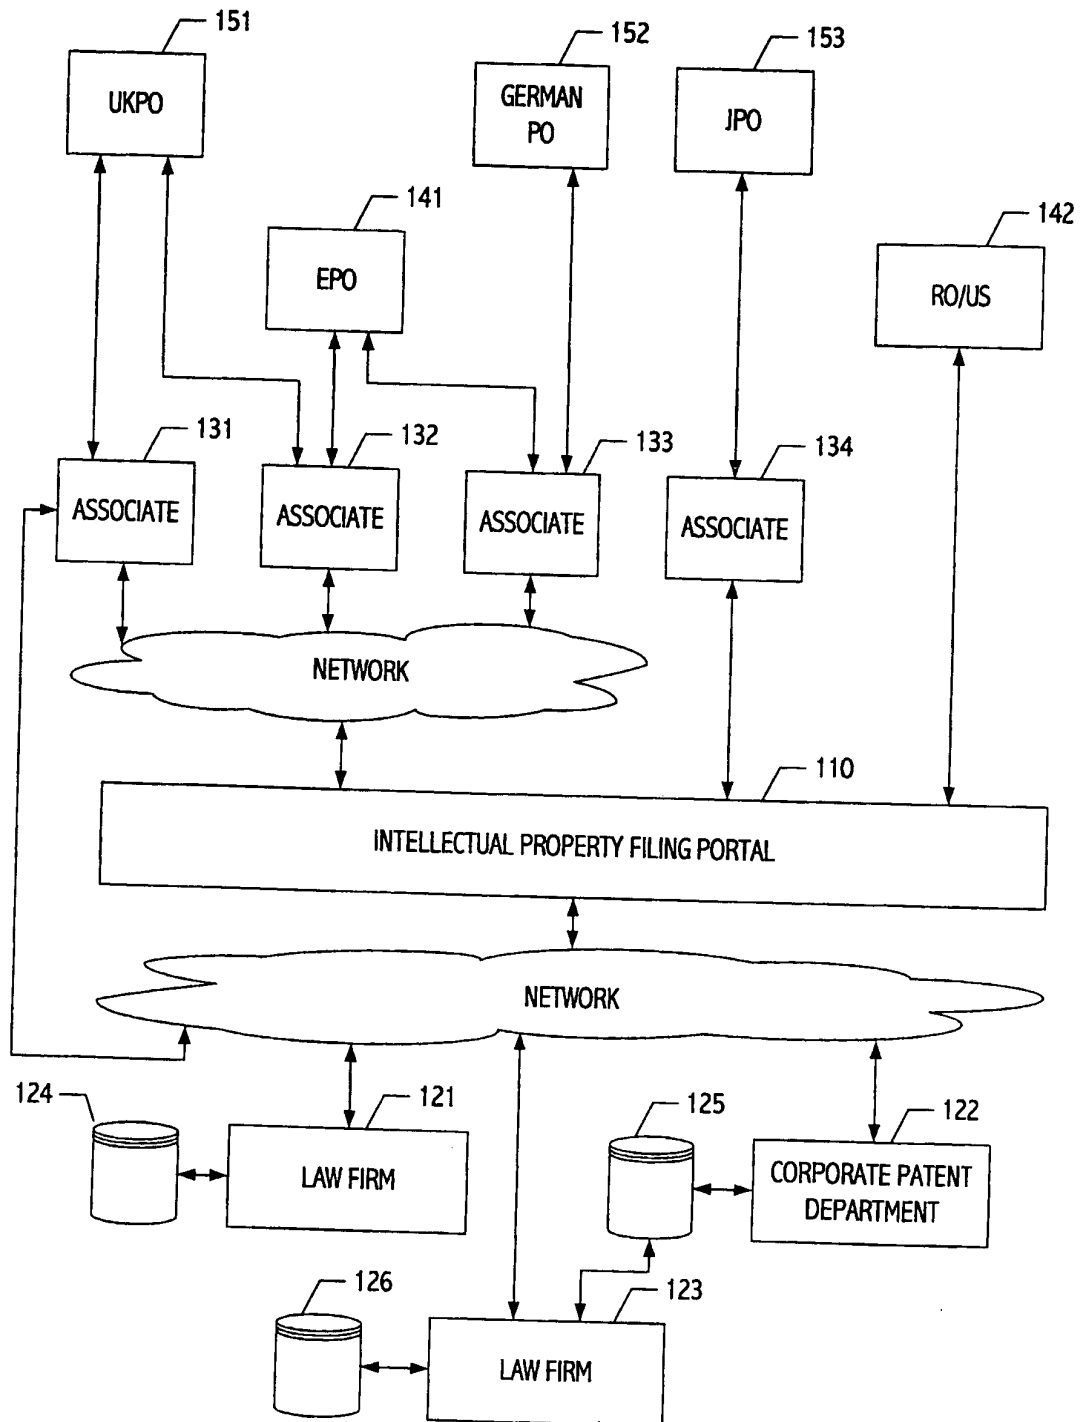 151
UKPO
152
GERMAN
PO
153
JPO
141
EPO
142
RO/US
131
ASSOCIATE
132
ASSOCIATE
133
ASSOCIATE
134
ASSOCIATE
NETWORK
110
INTELLECTUAL PROPERTY FILING PORTAL
NETWORK
124
121
LAW FIRM
125
122
CORPORATE PATENT
DEPARTMENT
126
123
LAW FIRM